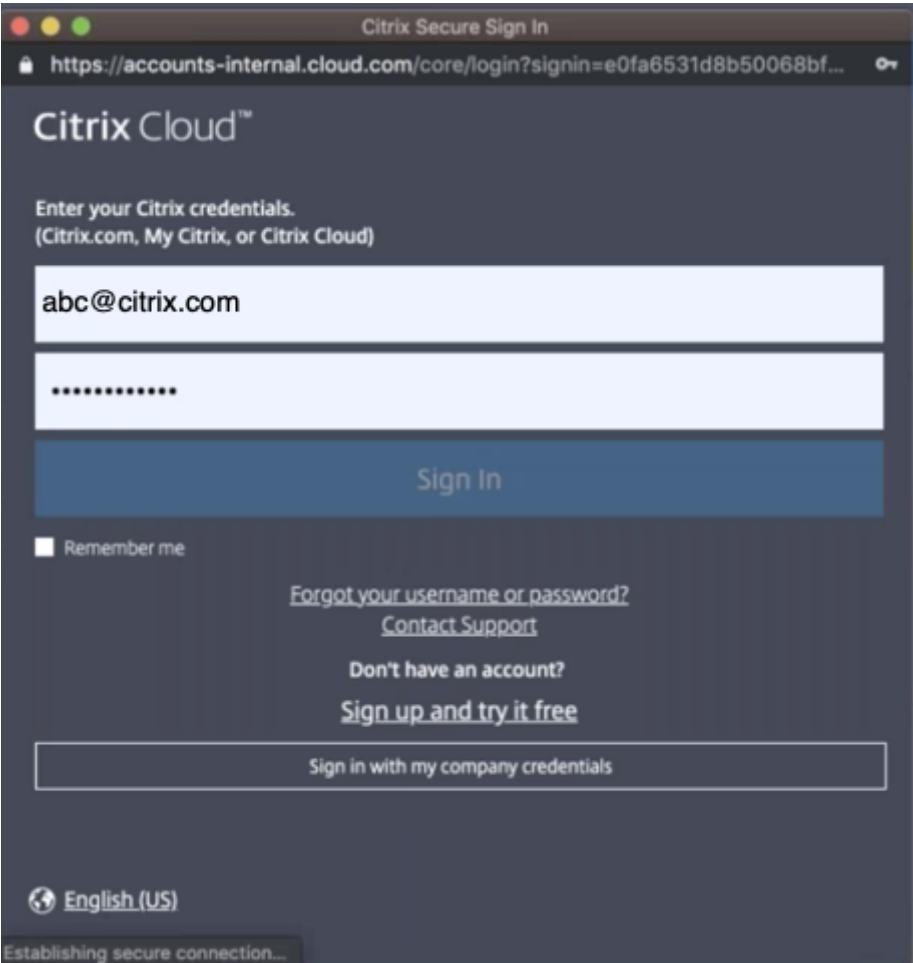 Citrix Secure Sign In
https://accounts-internal.cloud.com/core/login?signin=e0fa6531d8b50068bf...
Citrix Cloud™
Enter your Citrix credentials.
(Citrix.com, My Citrix, or Citrix Cloud)
abc@citrix.com
••••••••••••
Sign In
Remember me
Forgot your username or password?
Contact Support
Don't have an account?
Sign up and try it free
Sign in with my company credentials
English (US)
Establishing secure connection...